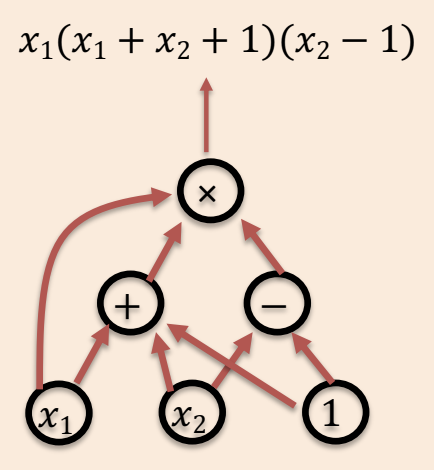 x₁(x₁ + x₂ + 1)(x₂ − 1)
×
+ −
x₁ x₂ 1